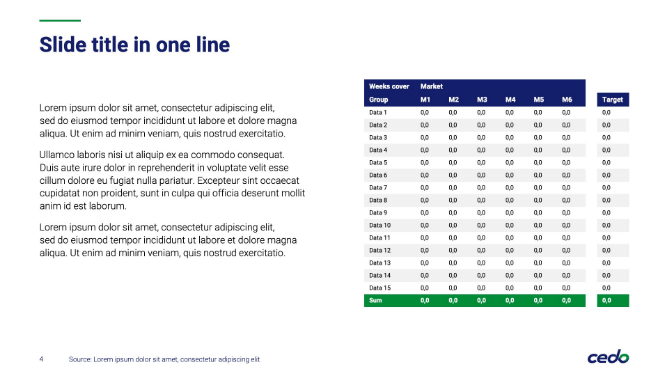 Slide title in one line
Lorem ipsum dolor sit amet, consectetur adipiscing elit,
sed do eiusmod tempor incididunt ut labore et dolore magna
aliqua. Ut enim ad minim veniam, quis nostrud exercitatio.
Ullamco laboris nisi ut aliquip ex ea commodo consequat.
Duis aute irure dolor in reprehenderit in voluptate velit esse
cillum dolore eu fugiat nulla pariatur. Excepteur sint occaecat
cupidatat non proident, sunt in culpa qui officia deserunt mollit
anim id est laborum.
Lorem ipsum dolor sit amet, consectetur adipiscing elit,
sed do eiusmod tempor incididunt ut labore et dolore magna
aliqua. Ut enim ad minim veniam, quis nostrud exercitatio.
Weeks cover Market
Group M1 M2 M3 M4 M5 M6 Target
Data 1 0,0 0,0 0,0 0,0 0,0 0,0 0,0
Data 2 0,0 0,0 0,0 0,0 0,0 0,0 0,0
Data 3 0,0 0,0 0,0 0,0 0,0 0,0 0,0
Data 4 0,0 0,0 0,0 0,0 0,0 0,0 0,0
Data 5 0,0 0,0 0,0 0,0 0,0 0,0 0,0
Data 6 0,0 0,0 0,0 0,0 0,0 0,0 0,0
Data 7 0,0 0,0 0,0 0,0 0,0 0,0 0,0
Data 8 0,0 0,0 0,0 0,0 0,0 0,0 0,0
Data 9 0,0 0,0 0,0 0,0 0,0 0,0 0,0
Data 10 0,0 0,0 0,0 0,0 0,0 0,0 0,0
Data 11 0,0 0,0 0,0 0,0 0,0 0,0 0,0
Data 12 0,0 0,0 0,0 0,0 0,0 0,0 0,0
Data 13 0,0 0,0 0,0 0,0 0,0 0,0 0,0
Data 14 0,0 0,0 0,0 0,0 0,0 0,0 0,0
Data 15 0,0 0,0 0,0 0,0 0,0 0,0 0,0
Sum 0,0 0,0 0,0 0,0 0,0 0,0 0,0
4 Source: Lorem ipsum dolor sit amet, consectetur adipiscing elit
cedo